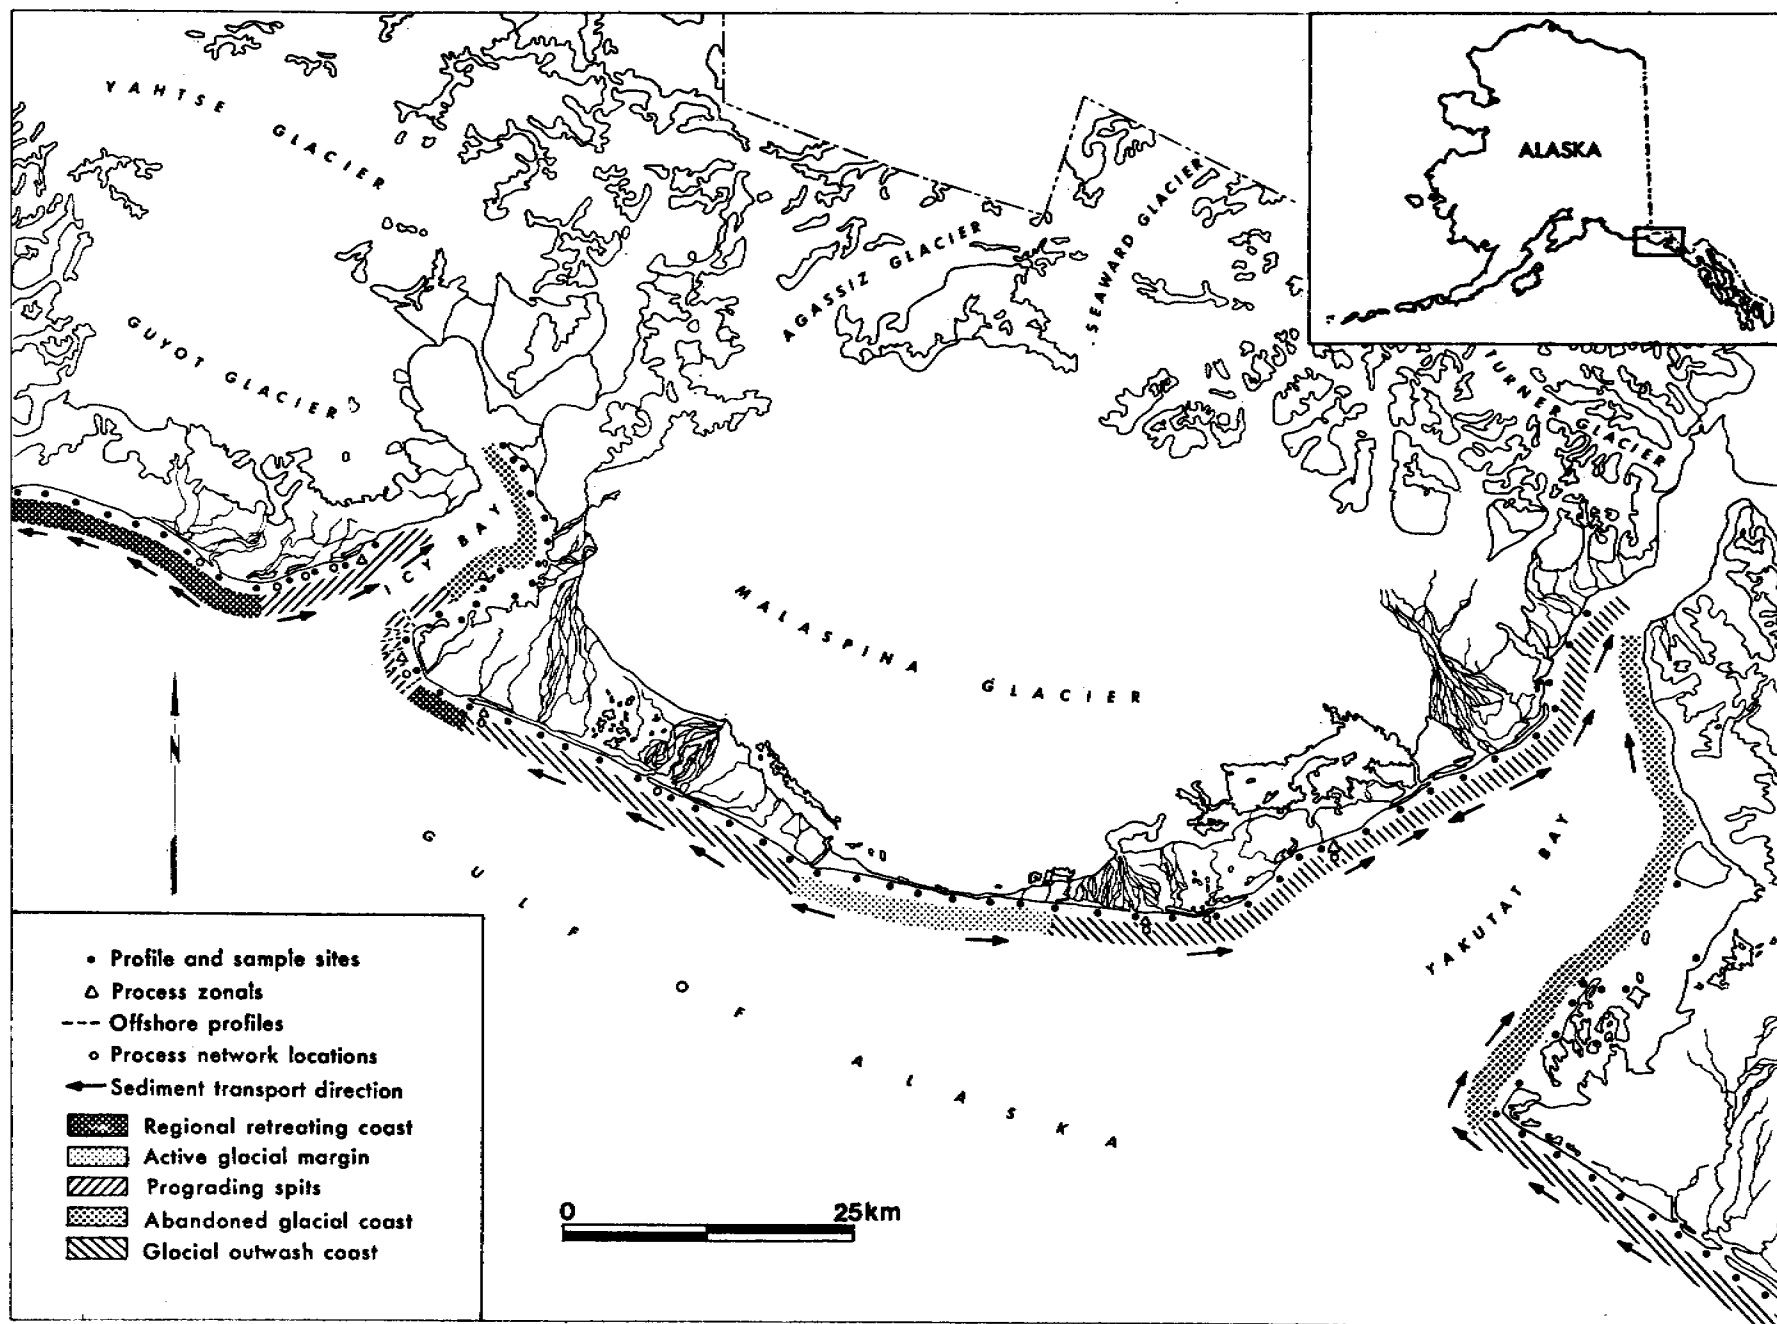 YAHTSE GLACIER
GUYOT GLACIER
AGASSIZ GLACIER
SEAWARD GLACIER
ALASKA
TURNER GLACIER
ICY BAY
MALASPINA GLACIER
N
GULF OF ALASKA
YAKUTAT BAY
Profile and sample sites
Process zonals
Offshore profiles
Process network locations
Sediment transport direction
Regional retreating coast
Active glacial margin
Prograding spits
Abandoned glacial coast
Glacial outwash coast
0 25km